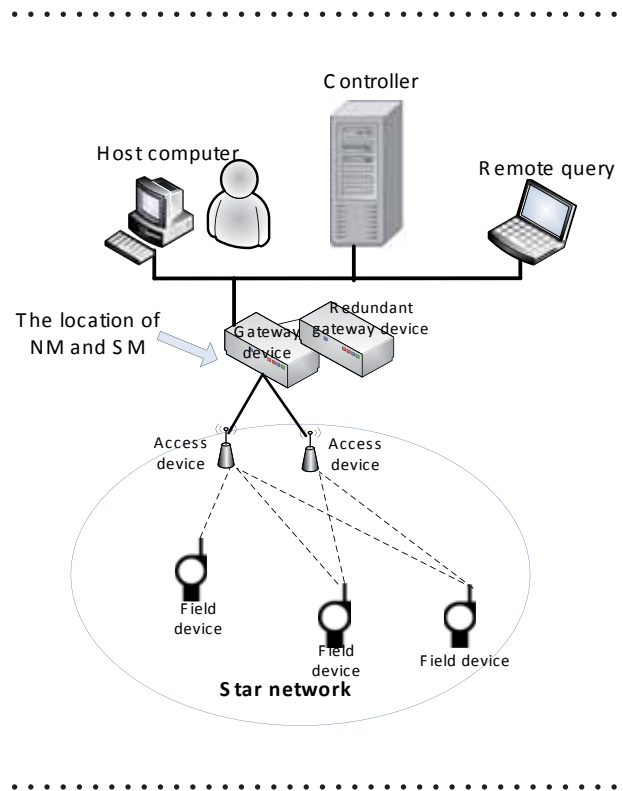 Controller
Host computer
Remote query
The location of
NM and SM
Gateway
device
Redundant
gateway device
Access
device
Access
device
Field
device
Field
device
Field device
Star network